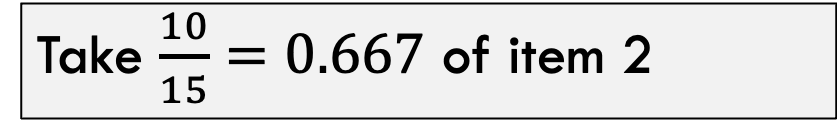 Take 10/15 = 0.667 of item 2